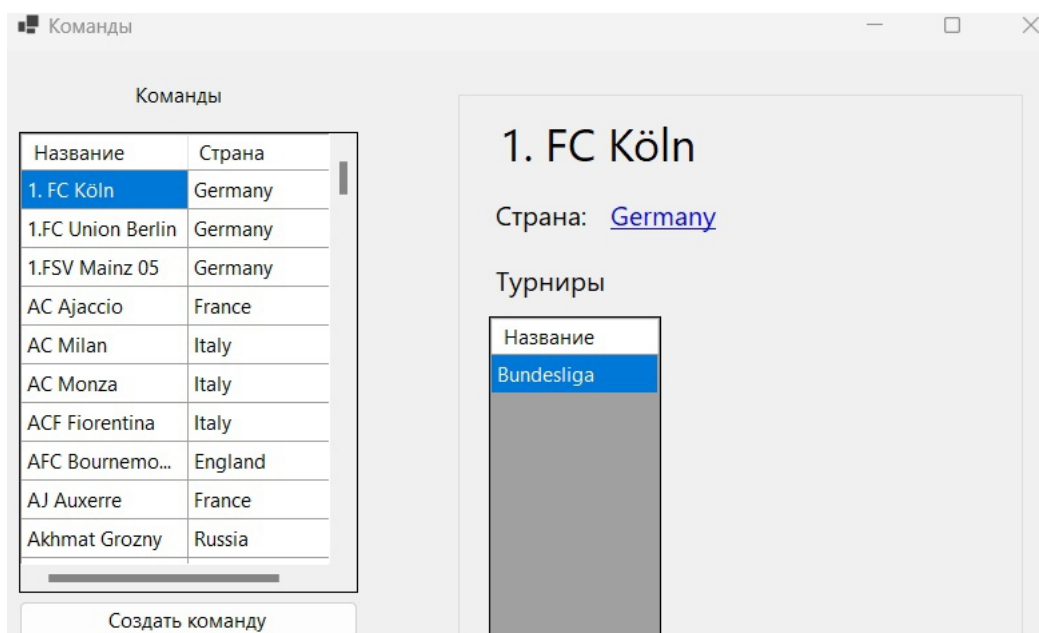 Команды
Команды
Название Страна
1. FC Köln Germany
1.FC Union Berlin Germany
1.FSV Mainz 05 Germany
AC Ajaccio France
AC Milan Italy
AC Monza Italy
ACF Fiorentina Italy
AFC Bournemo... England
AJ Auxerre France
Akhmat Grozny Russia
Создать команду
1. FC Köln
Страна: Germany
Турниры
Название
Bundesliga